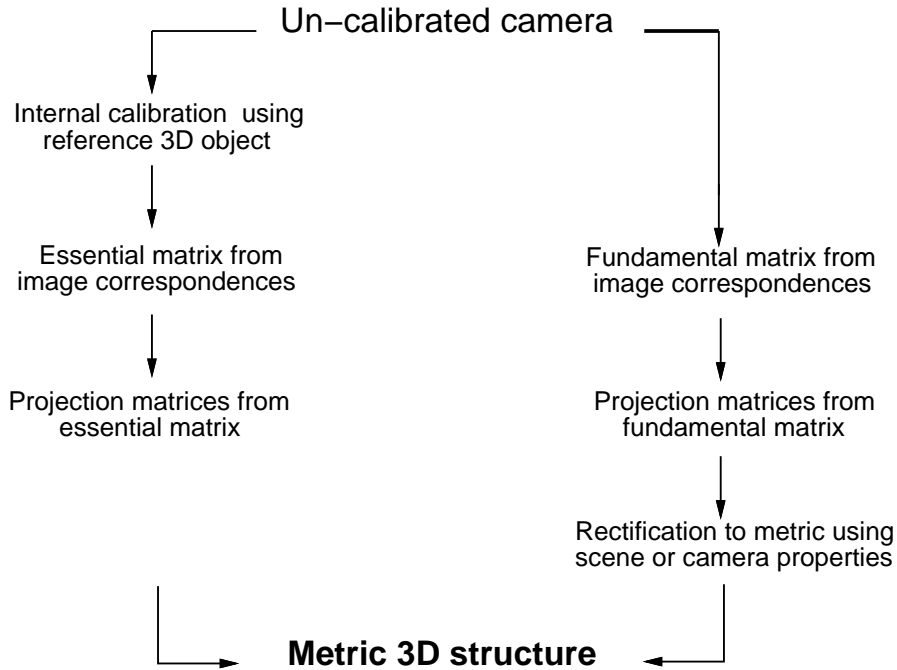 Un−calibrated camera
Internal calibration using
reference 3D object
Essential matrix from
image correspondences
Projection matrices from
essential matrix
Fundamental matrix from
image correspondences
Projection matrices from
fundamental matrix
Rectification to metric using
scene or camera properties
Metric 3D structure